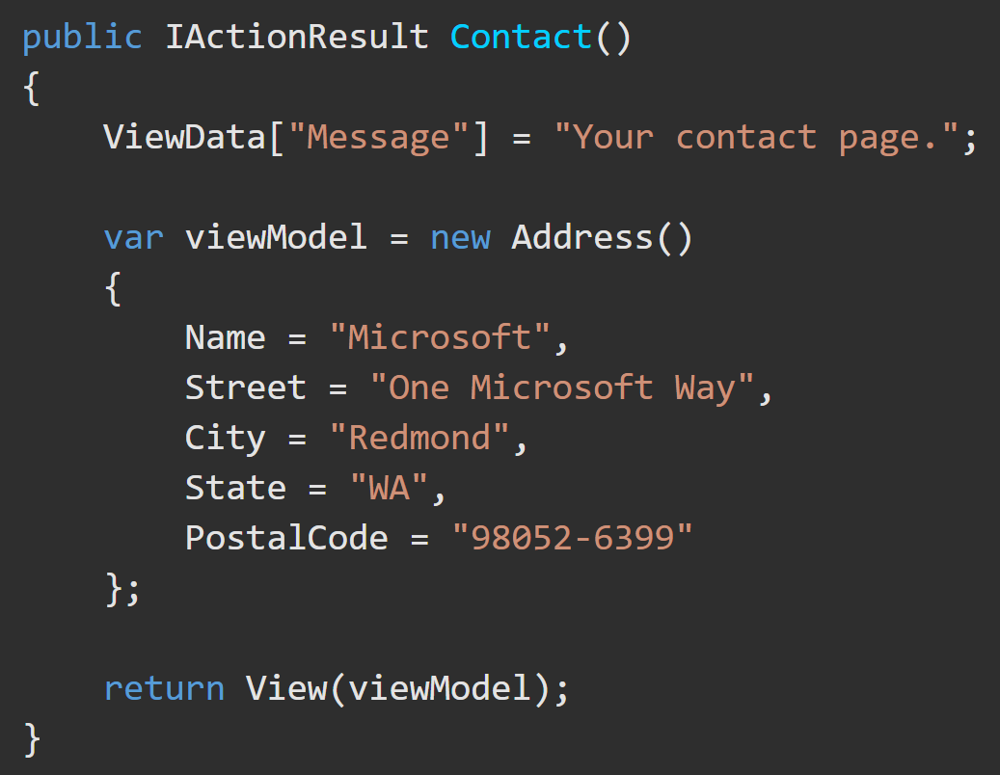 public IActionResult Contact()
{
    ViewData["Message"] = "Your contact page.";

    var viewModel = new Address()
    {
        Name = "Microsoft",
        Street = "One Microsoft Way",
        City = "Redmond",
        State = "WA",
        PostalCode = "98052-6399"
    };

    return View(viewModel);
}